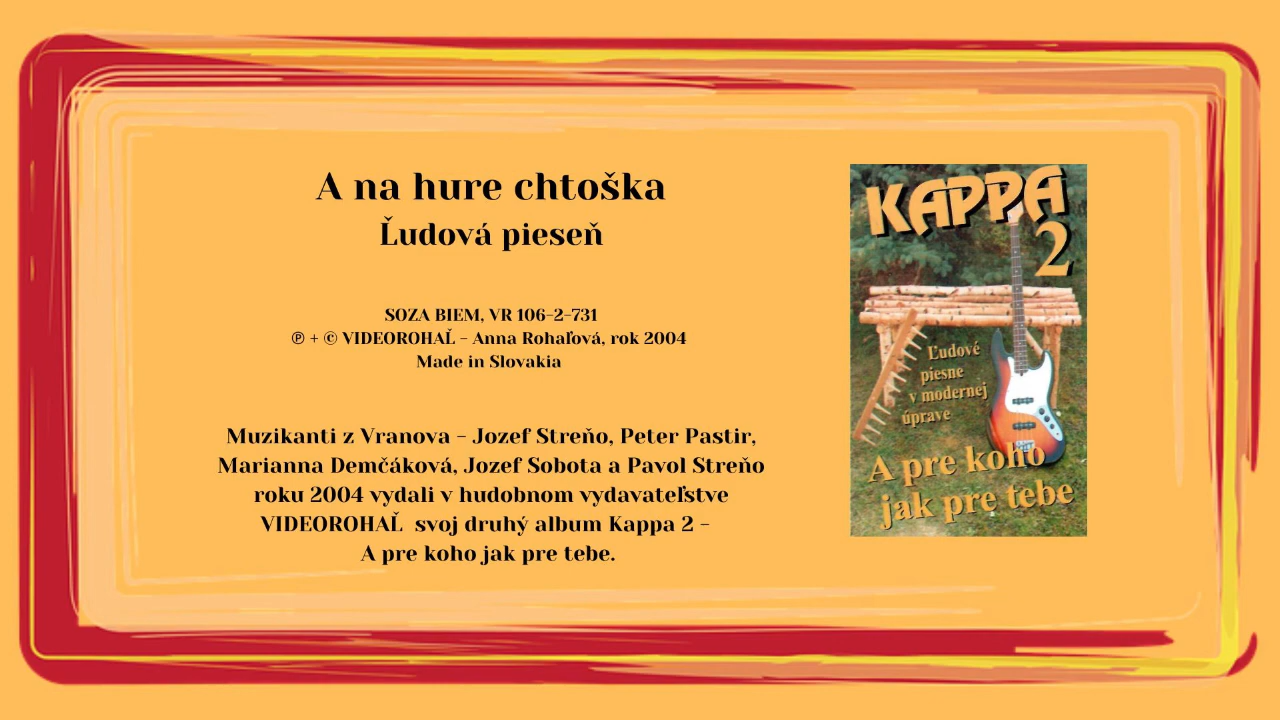 A na hure chtoška
Ľudová pieseň
SOZA BIEM, VR 106-2-731
℗ + © VIDEOROHAĽ - Anna Rohaľová, rok 2004
Made in Slovakia
Muzikanti z Vranova - Jozef Streňo, Peter Pastir,
Marianna Demčáková, Jozef Sobota a Pavol Streňo
roku 2004 vydali v hudobnom vydavateľstve
VIDEOROHAĽ svoj druhý album Kappa 2 -
A pre koho jak pre tebe.
KAPPA
2
Ľudové
piesne
v modernej
úprave
A pre koho
jak pre tebe